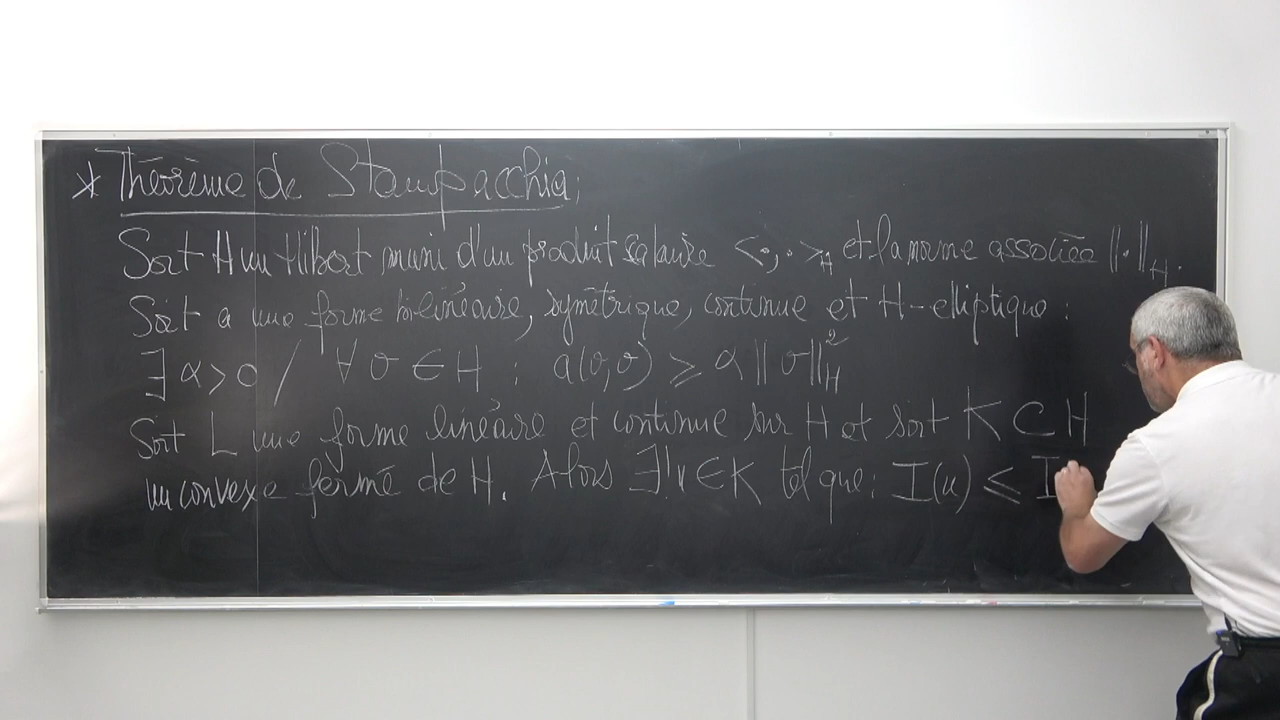 * Théorème de Stampacchia :
Soit H un Hilbert muni d'un produit scalaire <.,.>_H et la norme associée ||.||_H.
Soit a une forme bi-linéaire, symétrique, continue et H-elliptique :
∃ α > 0 / ∀ v ∈ H : a(v,v) ≥ α||v||²_H
Soit L une forme linéaire et continue sur H et soit K ⊂ H
un convexe fermé de H. Alors ∃! u ∈ K tel que : I(u) ≤ I